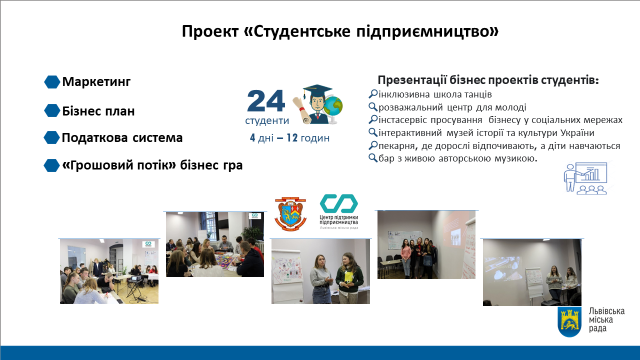 Проект «Студентське підприємництво»
Маркетинг
Бізнес план
Податкова система
«Грошовий потік» бізнес гра
24
студенти
4 дні – 12 годин
Презентації бізнес проектів студентів:
інклюзивна школа танців
розважальний центр для молоді
інстасервіс просування бізнесу у соціальних мережах
інтерактивний музей історії та культури України
пекарня, де дорослі відпочивають, а діти навчаються
бар з живою авторською музикою.
Центр підтримки
підприємництва
Львівська
міська
рада